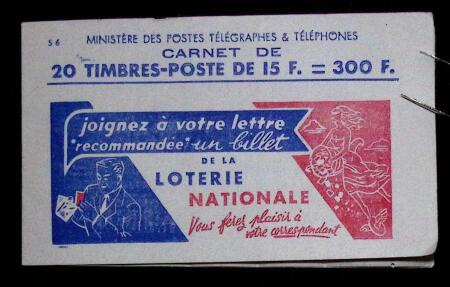 S 6
MINISTÈRE DES POSTES TÉLÉGRAPHES & TÉLÉPHONES
CARNET DE
20 TIMBRES-POSTE DE 15 F. = 300 F.
joignez à votre lettre
"recommandée" un billet
DE LA
LOTERIE
NATIONALE
Vous ferez plaisir à
votre correspondant